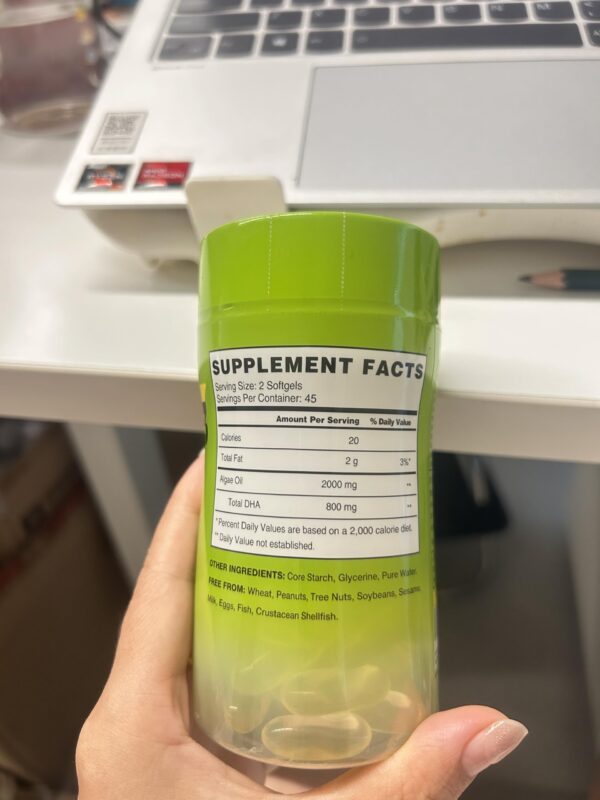 SUPPLEMENT FACTS
Serving Size: 2 Softgels
Servings Per Container: 45
Amount Per Serving % Daily Value
Calories 20
Total Fat 2 g 3%*
Algae Oil 2000 mg **
Total DHA 800 mg **
* Percent Daily Values are based on a 2,000 calorie diet.
** Daily Value not established.
OTHER INGREDIENTS: Core Starch, Glycerine, Pure Water.
FREE FROM: Wheat, Peanuts, Tree Nuts, Soybeans, Sesame,
Milk, Eggs, Fish, Crustacean Shellfish.